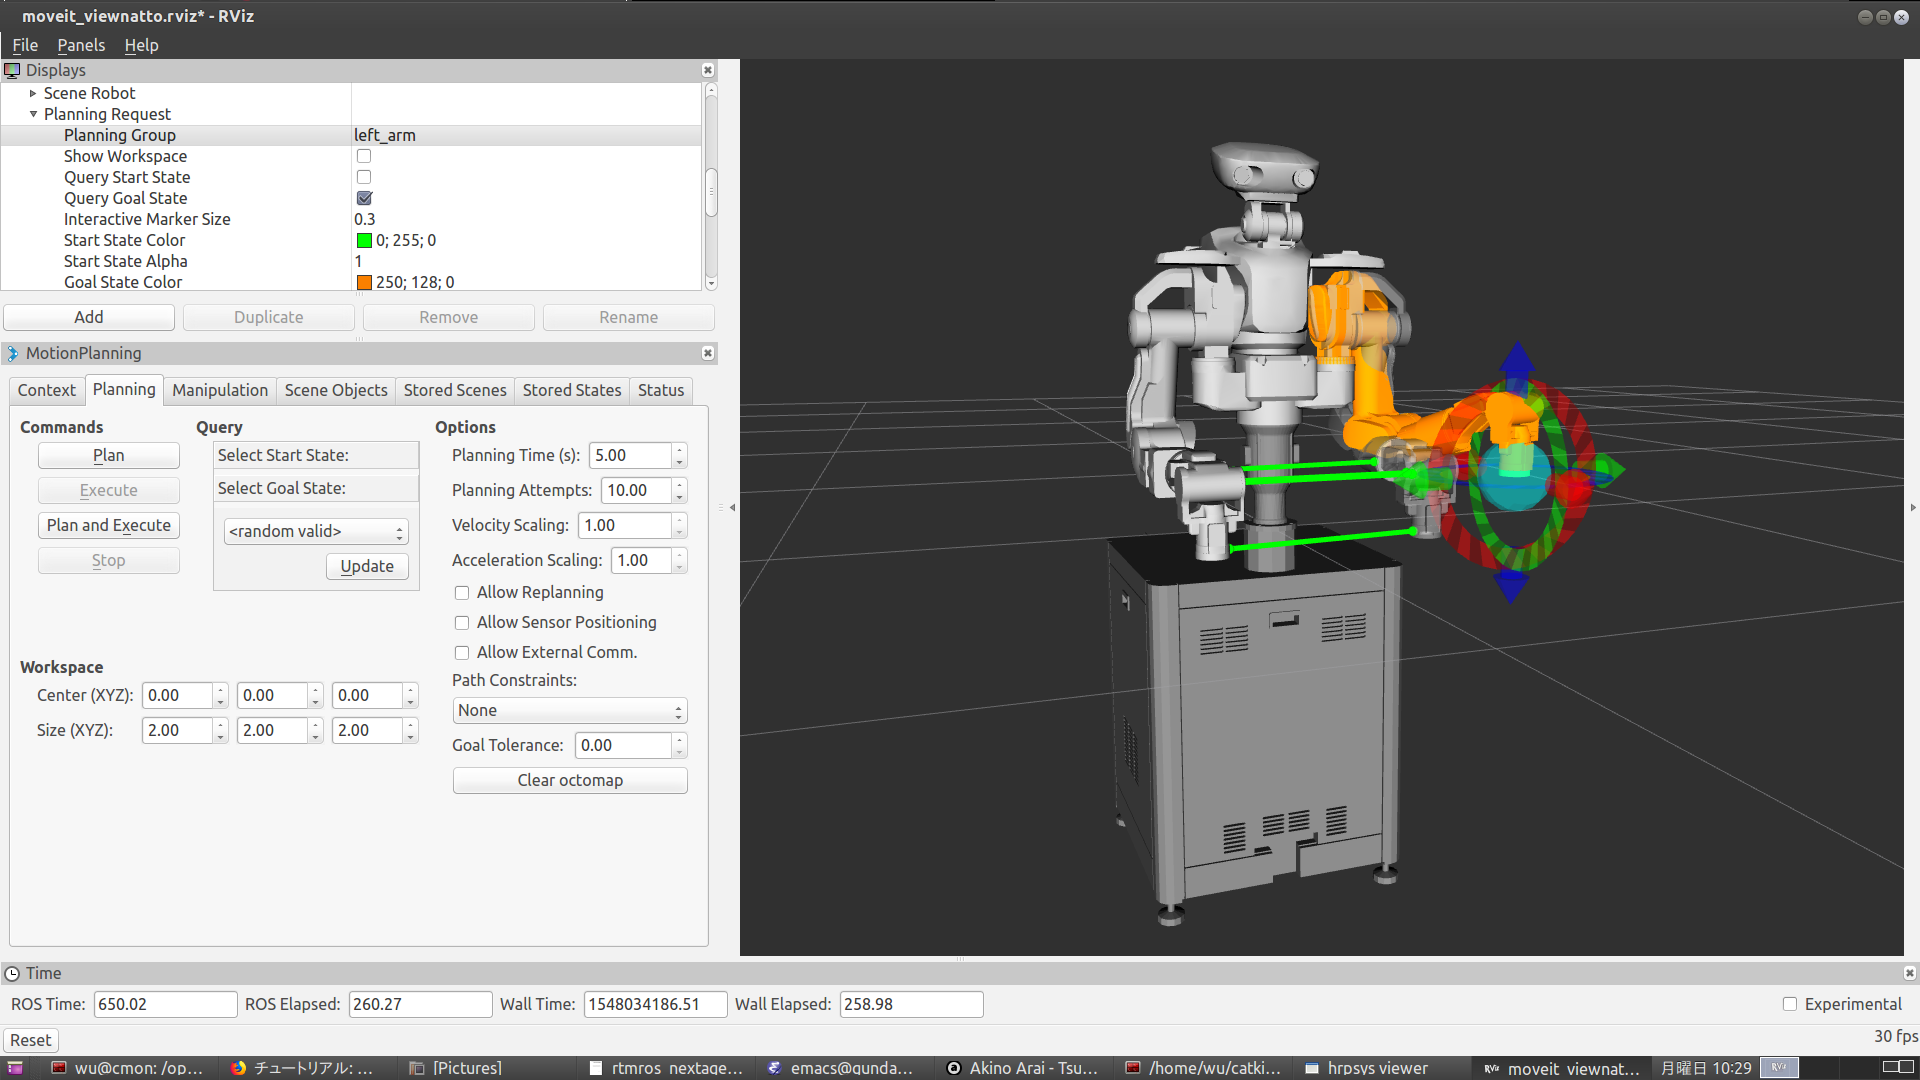 moveit_viewnatto.rviz* - RViz
File Panels Help
Displays
Scene Robot
Planning Request
Planning Group left_arm
Show Workspace
Query Start State
Query Goal State
Interactive Marker Size 0.3
Start State Color 0; 255; 0
Start State Alpha 1
Goal State Color 250; 128; 0
Add Duplicate Remove Rename
MotionPlanning
Context Planning Manipulation Scene Objects Stored Scenes Stored States Status
Commands Query Options
Plan Select Start State: Planning Time (s): 5.00
Execute Select Goal State: Planning Attempts: 10.00
Plan and Execute <random valid> Velocity Scaling: 1.00
Stop Update Acceleration Scaling: 1.00
Allow Replanning
Allow Sensor Positioning
Allow External Comm.
Workspace Path Constraints:
Center (XYZ): 0.00 0.00 0.00 None
Size (XYZ): 2.00 2.00 2.00 Goal Tolerance: 0.00
Clear octomap
Time
ROS Time: 650.02 ROS Elapsed: 260.27 Wall Time: 1548034186.51 Wall Elapsed: 258.98 Experimental
Reset 30 fps
wu@cmon: /op... チュートリアル: ... [Pictures] rtmros_nextage... emacs@gunda... Akino Arai - Tsu... /home/wu/catki... hrpsys viewer RViz moveit_viewnat... 月曜日 10:29 RViz